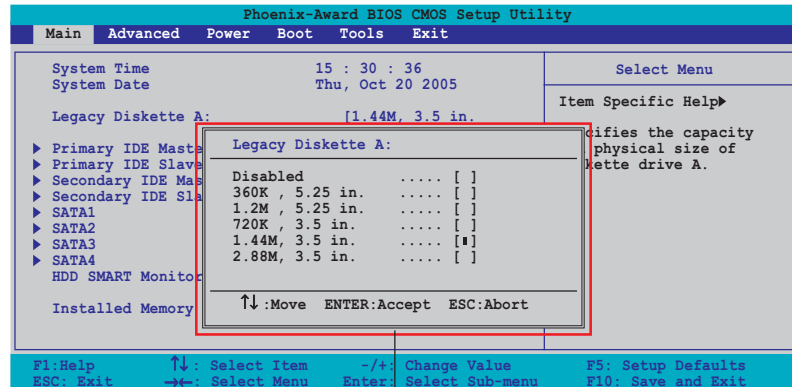 Phoenix-Award BIOS CMOS Setup Utility
Main Advanced Power Boot Tools Exit
System Time 15 : 30 : 36
System Date Thu, Oct 20 2005
Legacy Diskette A: [1.44M, 3.5 in.
Primary IDE Maste
Primary IDE Slave
Secondary IDE Mas
Secondary IDE Sla
SATA1
SATA2
SATA3
SATA4
HDD SMART Monitor
Installed Memory
Legacy Diskette A:
Disabled ..... [ ]
360K , 5.25 in. ..... [ ]
1.2M , 5.25 in. ..... [ ]
720K , 3.5 in. ..... [ ]
1.44M, 3.5 in. ..... [▮]
2.88M, 3.5 in. ..... [ ]
↑↓ :Move ENTER:Accept ESC:Abort
Select Menu
Item Specific Help▶
cifies the capacity
physical size of
kette drive A.
F1:Help ↑↓ : Select Item -/+: Change Value F5: Setup Defaults
ESC: Exit →← : Select Menu Enter: Select Sub-menu F10: Save and Exit